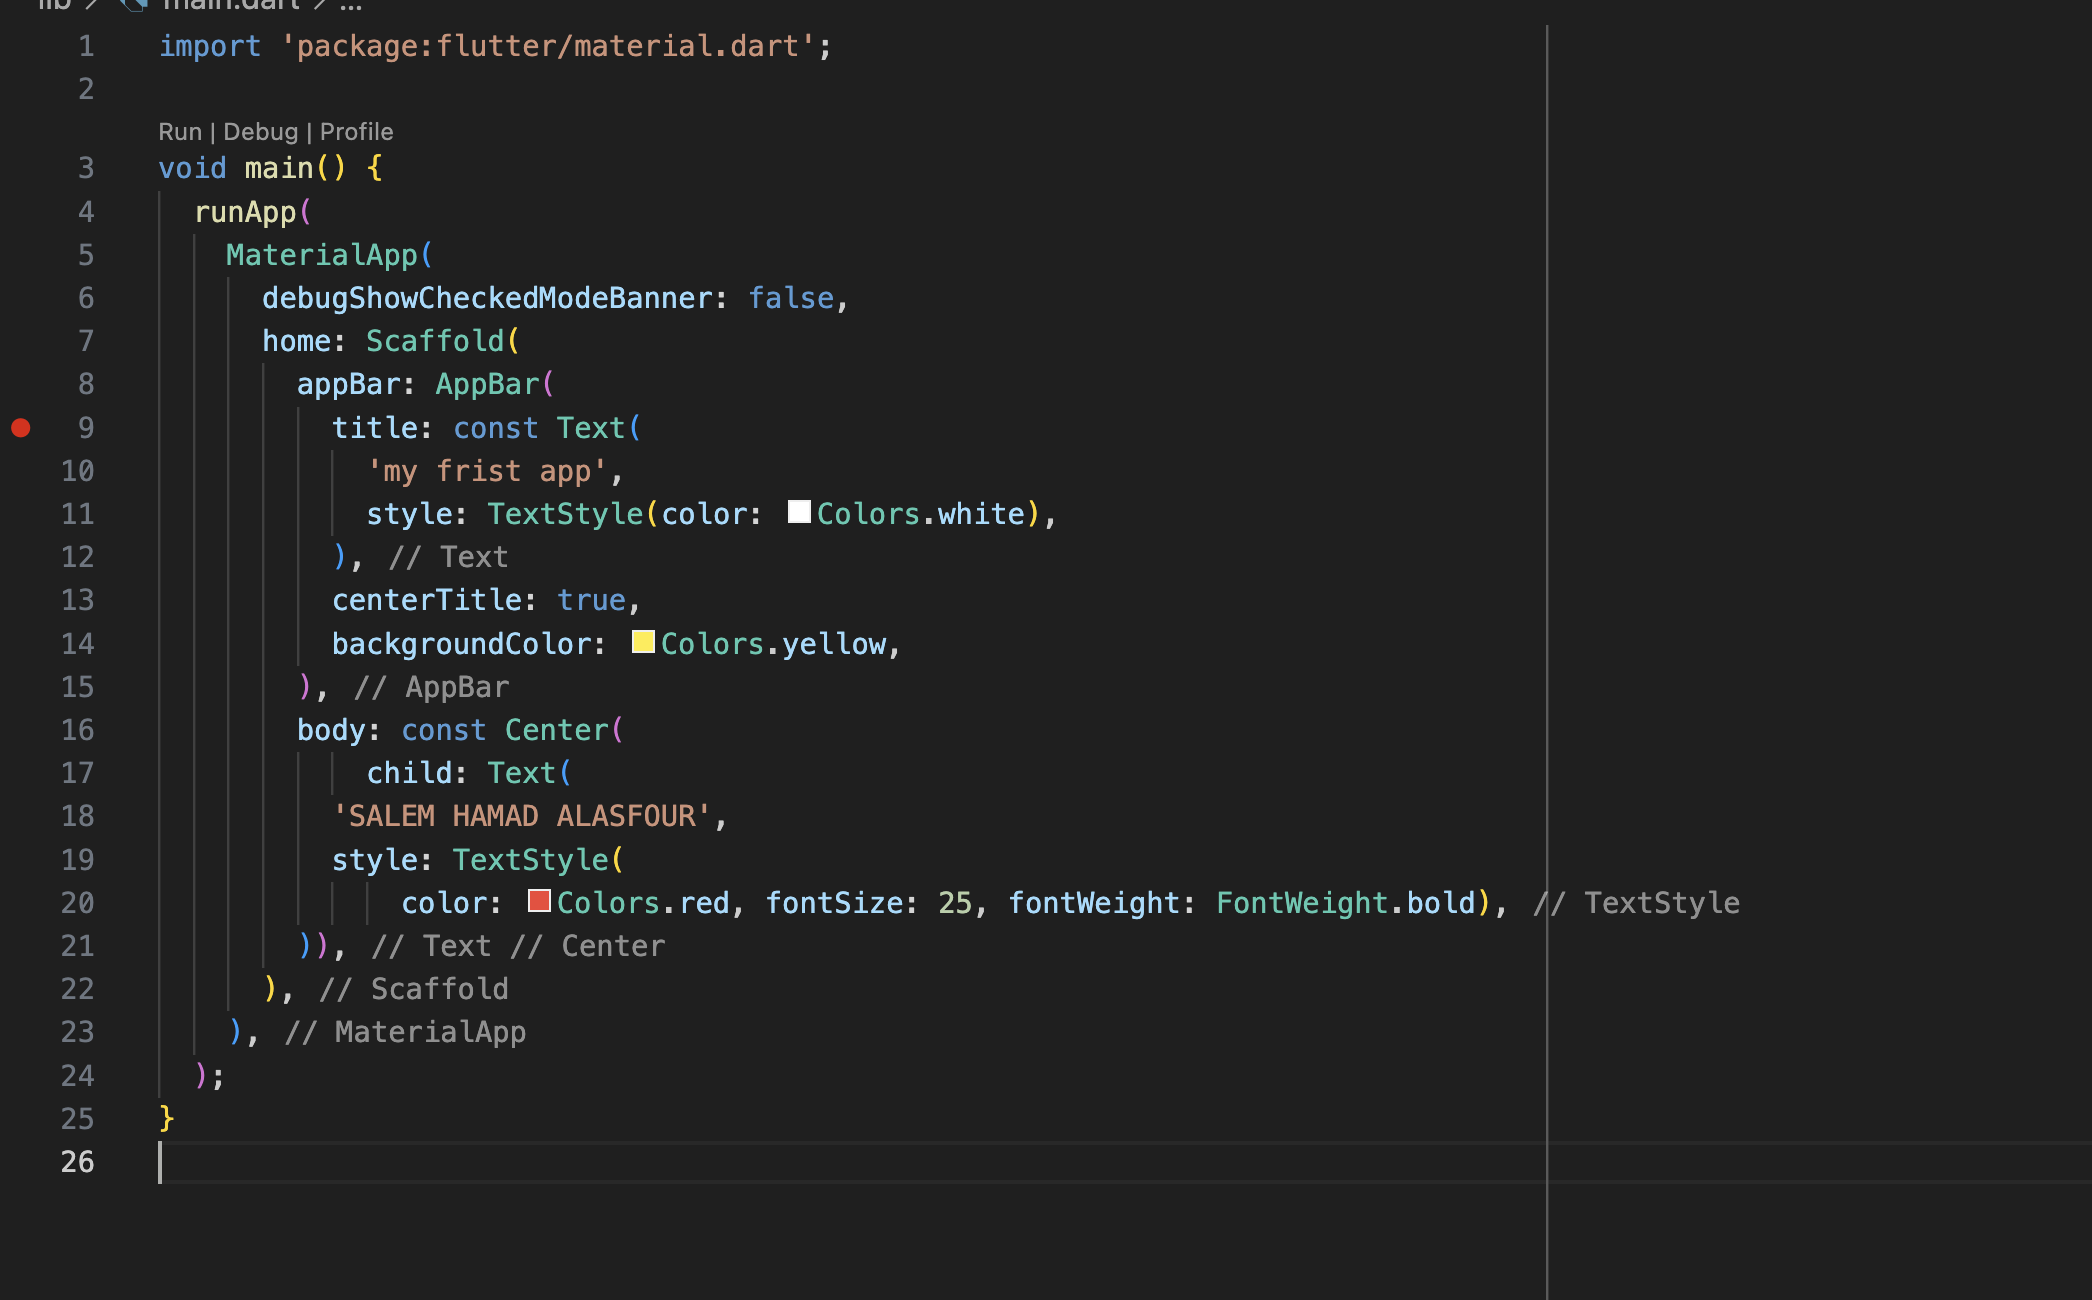 lib > main.dart > ...
1 import 'package:flutter/material.dart';
2
Run | Debug | Profile
3 void main() {
4   runApp(
5     MaterialApp(
6       debugShowCheckedModeBanner: false,
7       home: Scaffold(
8         appBar: AppBar(
9           title: const Text(
10             'my frist app',
11             style: TextStyle(color: Colors.white),
12           ), // Text
13           centerTitle: true,
14           backgroundColor: Colors.yellow,
15         ), // AppBar
16         body: const Center(
17             child: Text(
18           'SALEM HAMAD ALASFOUR',
19           style: TextStyle(
20               color: Colors.red, fontSize: 25, fontWeight: FontWeight.bold), // TextStyle
21         )), // Text // Center
22       ), // Scaffold
23     ), // MaterialApp
24   );
25 }
26